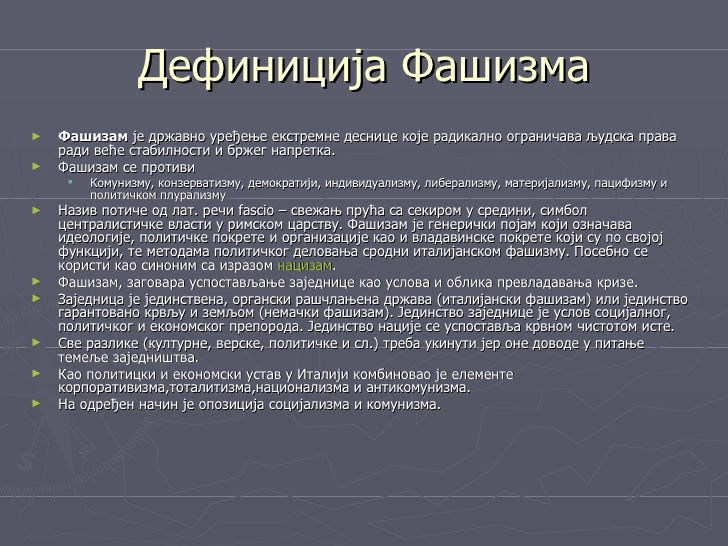 Дефиниција Фашизма
Фашизам је државно уређење екстремне деснице које радикално ограничава људска права
ради веће стабилности и бржег напретка.
Фашизам се противи
Комунизму, конзерватизму, демократији, индивидуализму, либерализму, материјализму, пацифизму и
политичком плурализму
Назив потиче од лат. речи fascio – свежањ прућа са секиром у средини, симбол
централистичке власти у римском царству. Фашизам је генерички појам који означава
идеологије, политичке покрете и организације као и владавинске покрете који су по својој
функцији, те методама политичког деловања сродни италијанском фашизму. Посебно се
користи као синоним са изразом нацизам.
Фашизам, заговара успостављање заједнице као услова и облика превладавања кризе.
Заједница је јединствена, органски рашчлањена држава (италијански фашизам) или јединство
гарантовано крвљу и земљом (немачки фашизам). Јединство заједнице је услов социјалног,
политичког и економског препорода. Јединство нације се успоставља крвном чистотом исте.
Све разлике (културне, верске, политичке и сл.) треба укинути јер оне доводе у питање
темеље заједништва.
Као политицки и економски устав у Италији комбиновао је елементе
корпоративизма,тоталитизма,национализма и антикомунизма.
На одређен начин је опозиција социјализма и комунизма.